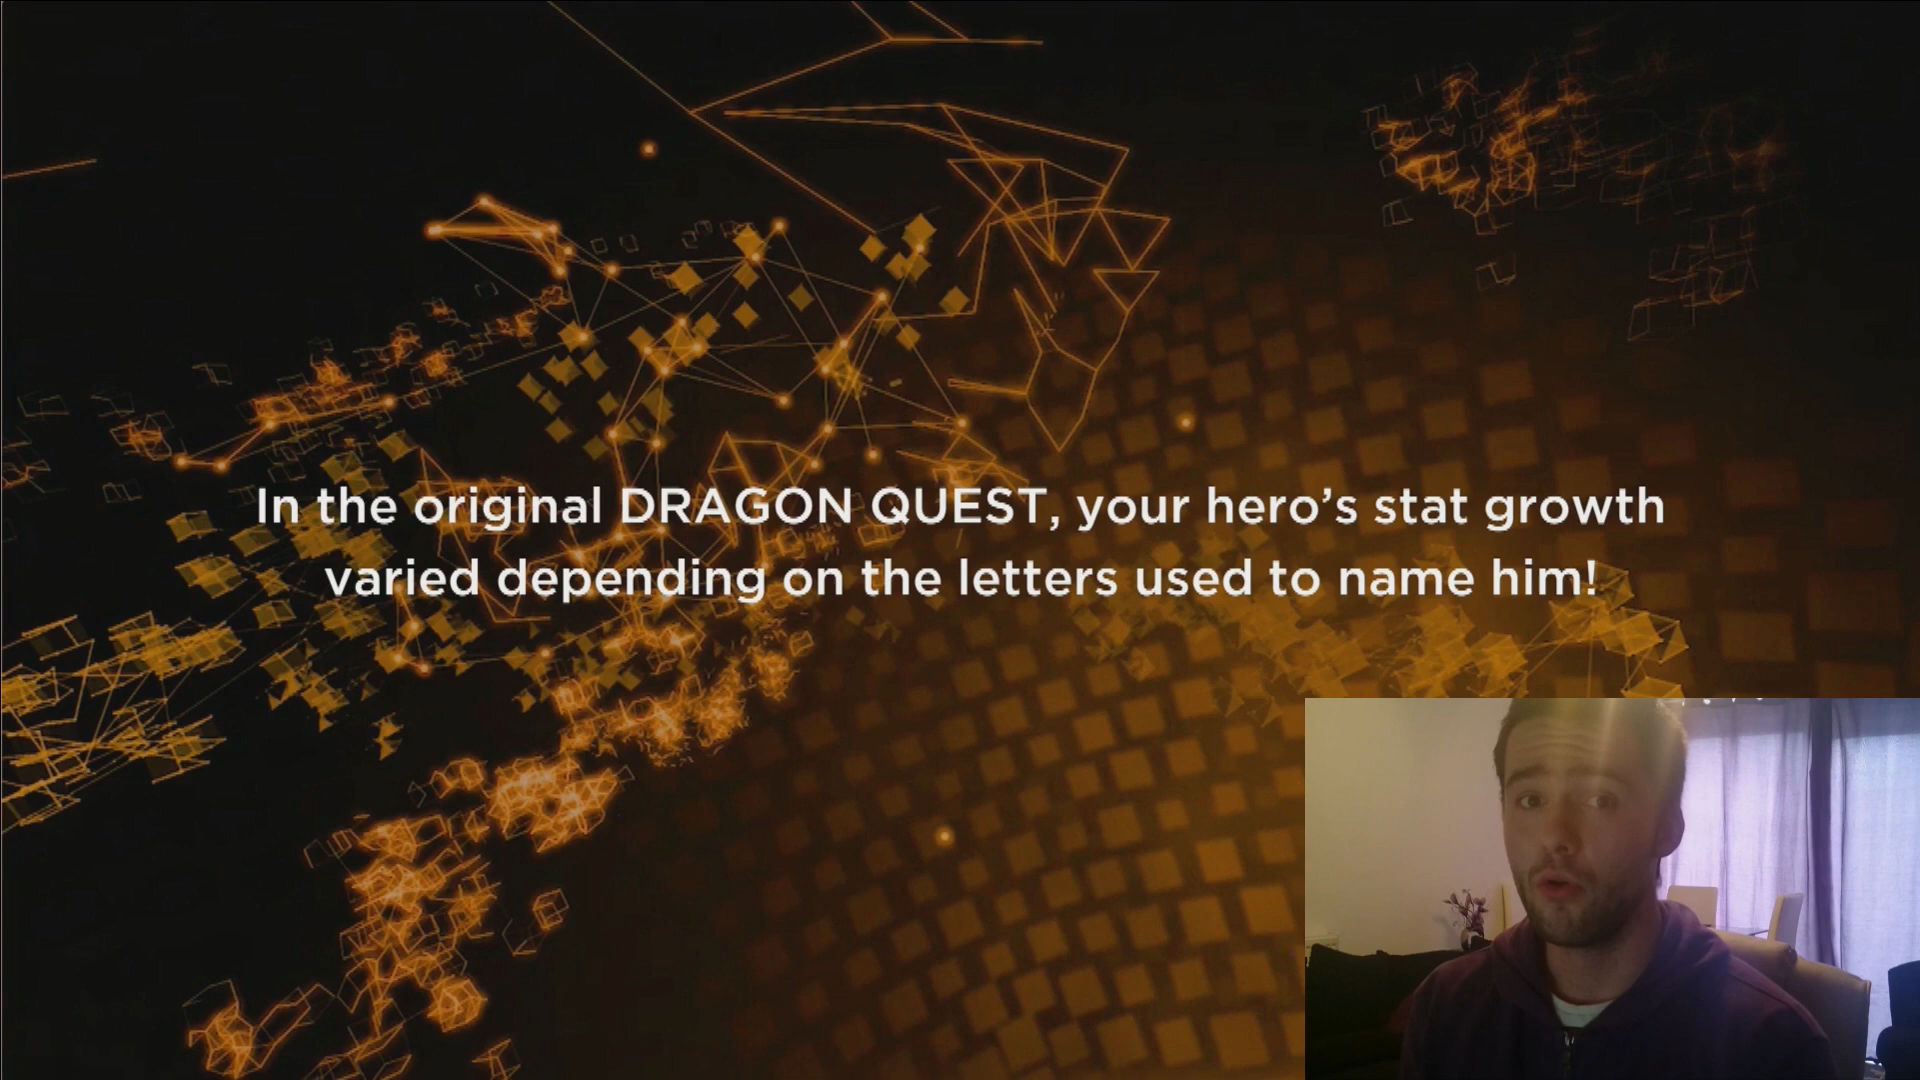 In the original DRAGON QUEST, your hero’s stat growth
varied depending on the letters used to name him!